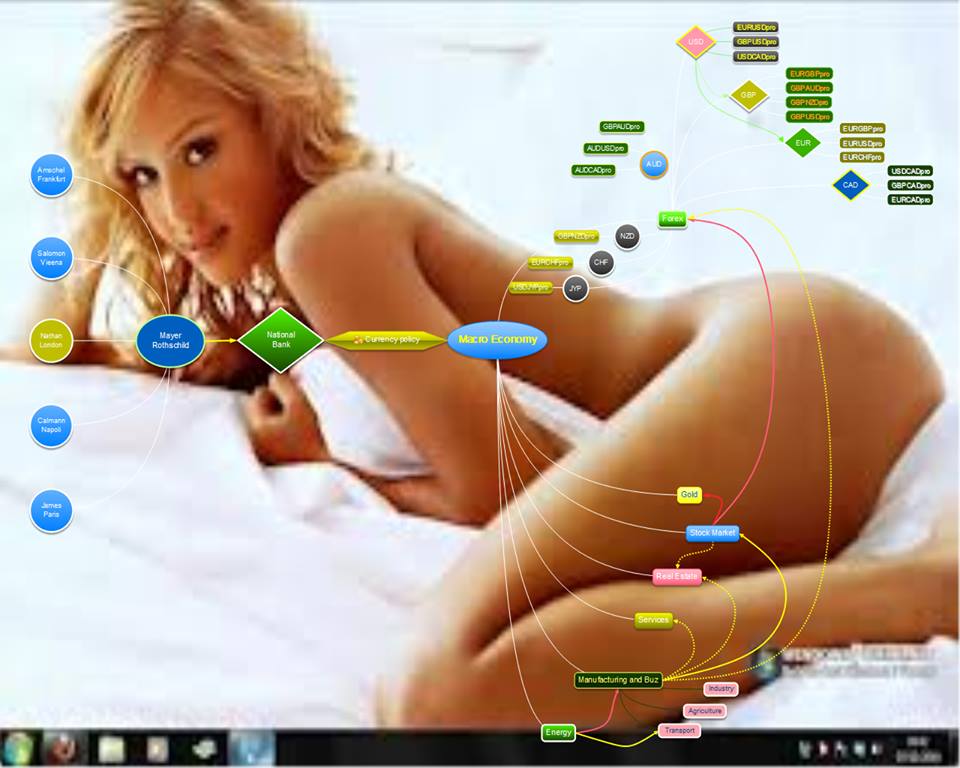 USD
EURUSDpro
GBPUSDpro
USDCADpro
GBP
EURGBPpro
GBPAUDpro
GBPNZDpro
GBPUSDpro
EUR
EURGBPpro
EURUSDpro
EURCHFpro
CAD
USDCADpro
GBPCADpro
EURCADpro
GBPAUDpro
AUDUSDpro
AUDCADpro
AUD
Forex
GBPNZDpro
NZD
EURCHFpro
CHF
USDJYPpro
JYP
Amschel
Frankfurt
Salomon
Vieena
Nathan
London
Calmann
Napoli
James
Paris
Mayer
Rothschild
National
Bank
Currency policy
Macro Economy
Gold
Stock Market
Real Estate
Services
Manufacturing and Buz
Industry
Agriculture
Transport
Energy